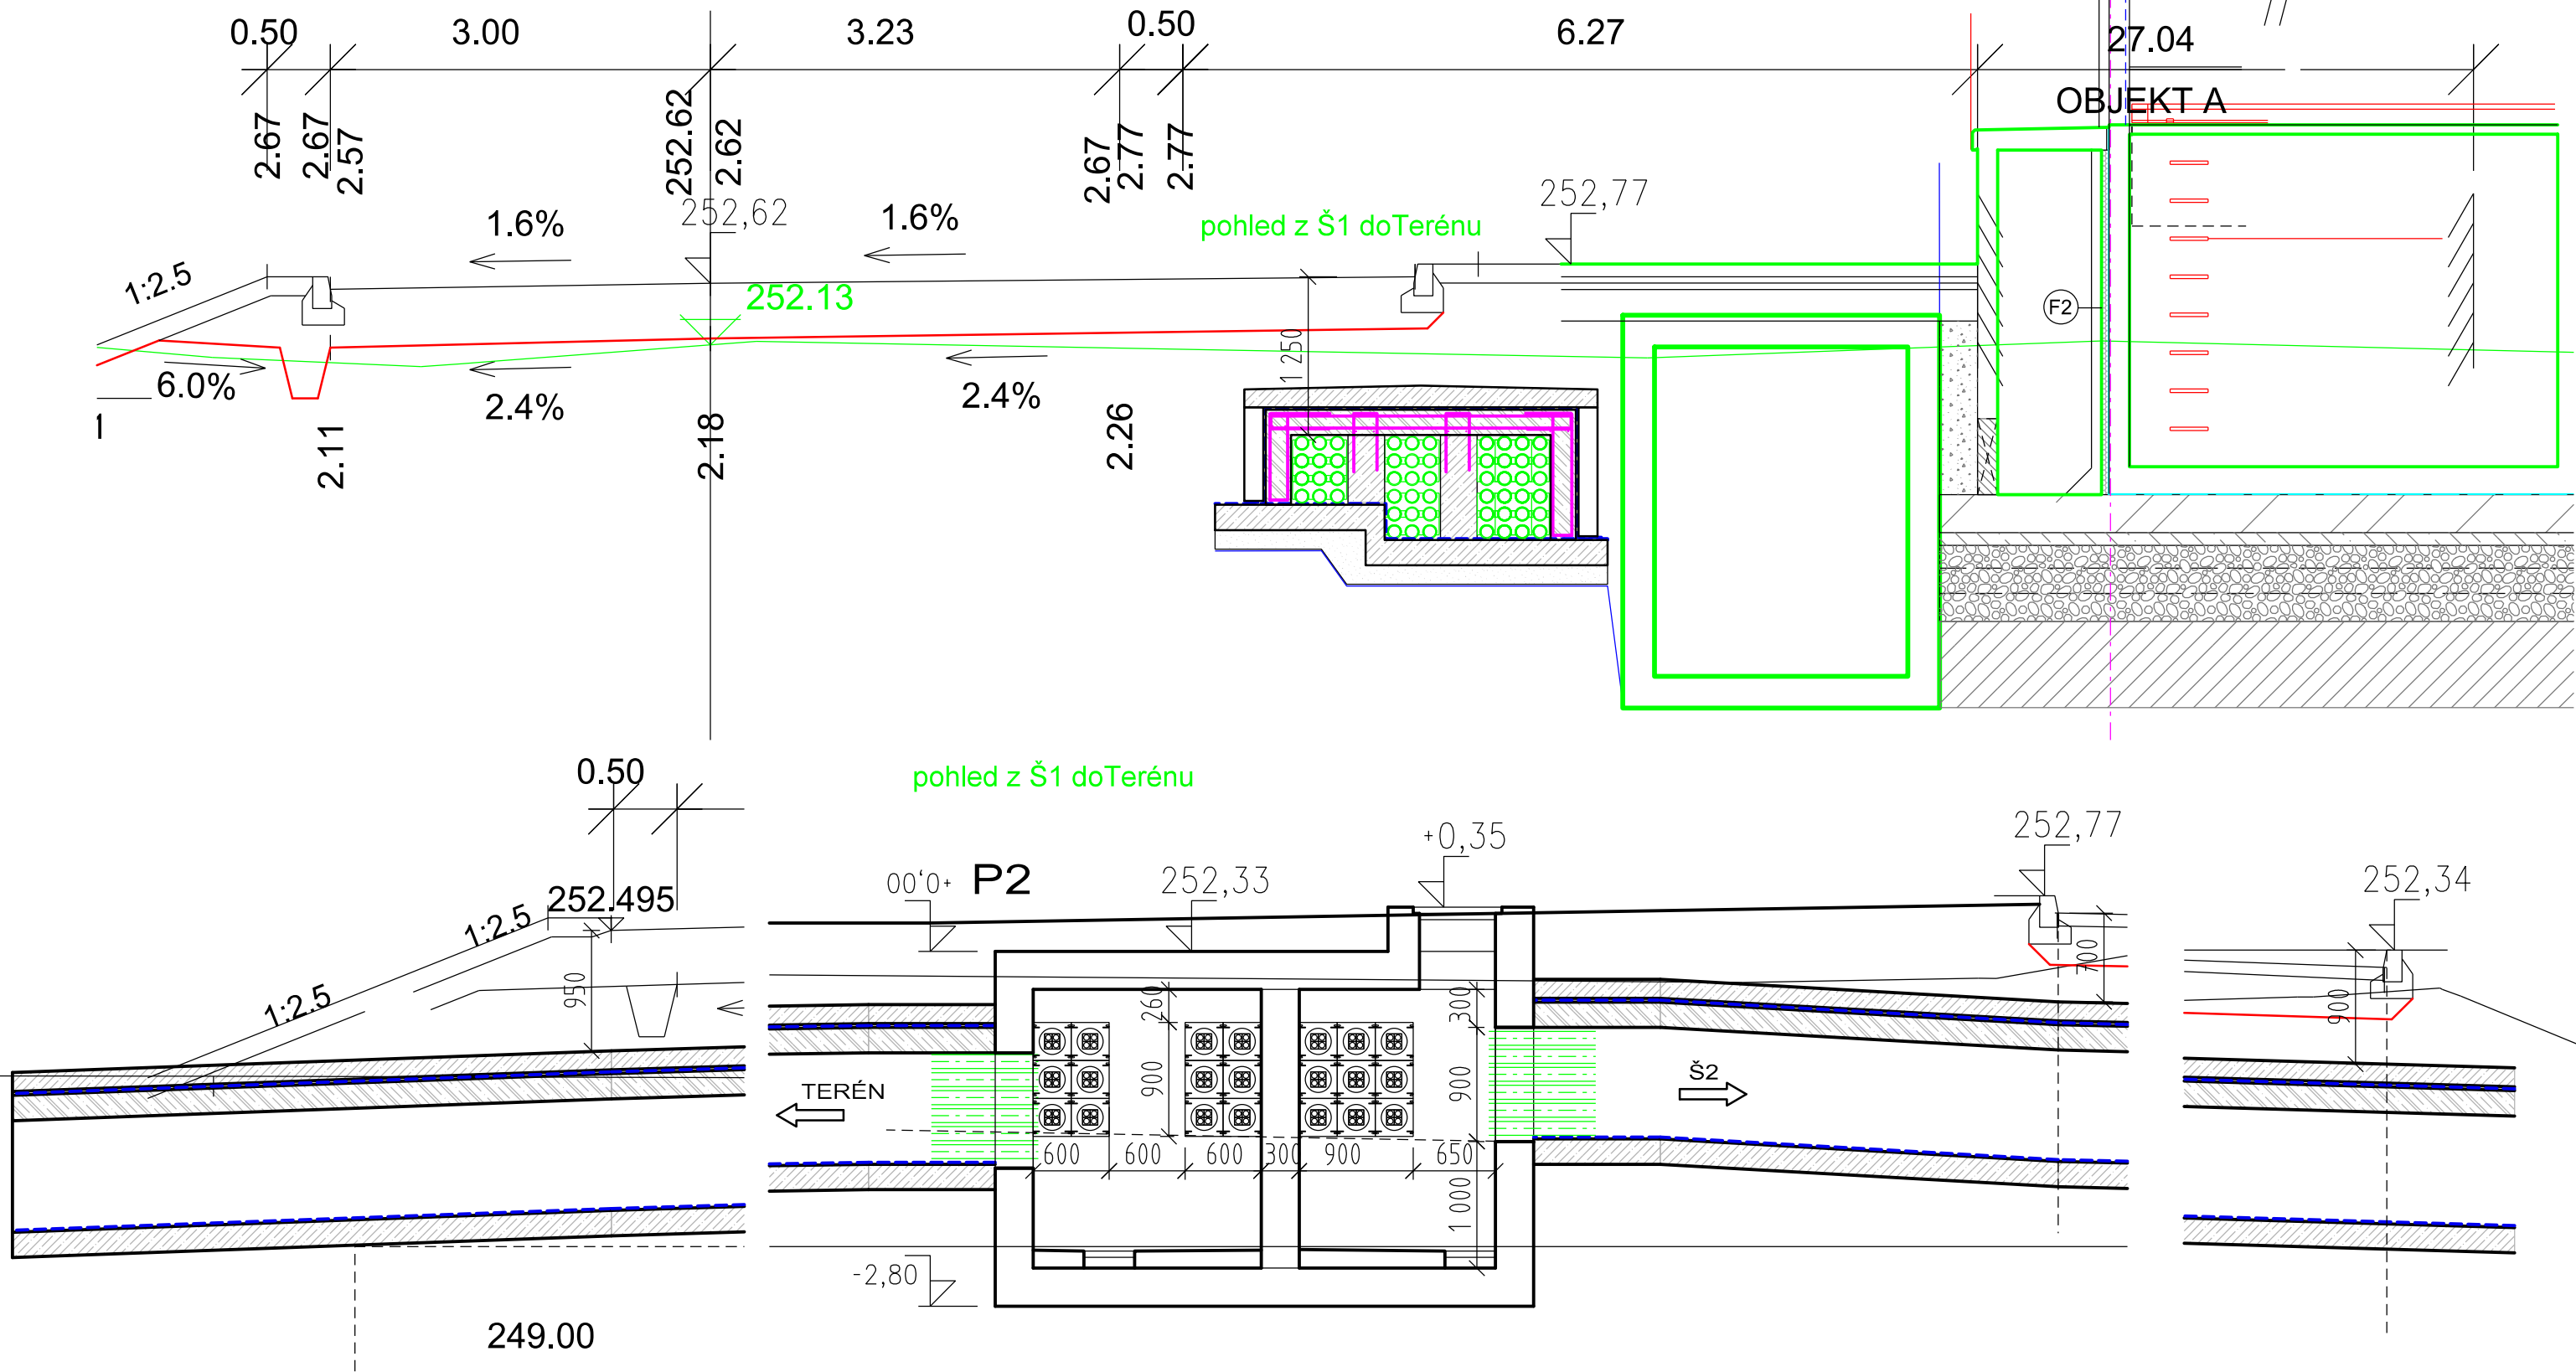 0.50 3.00 3.23 0.50 6.27 27.04
OBJEKT A
2.67 2.67 2.57 252.62 2.62 2.67 2.77 2.77
252,62
252,77
1.6% 1.6%
pohled z Š1 doTerénu
1:2.5
252.13
F2
1250
6.0% 2.4% 2.4%
1
2.11 2.18 2.26
0.50
pohled z Š1 doTerénu
252.495
1:2.5
1:2.5
950
+0,00 P2 252,33 +0,35 252,77 252,34
260 300 700 900
900 900
TERÉN Š2
600 600 600 300 900 650
1000
-2,80
249.00